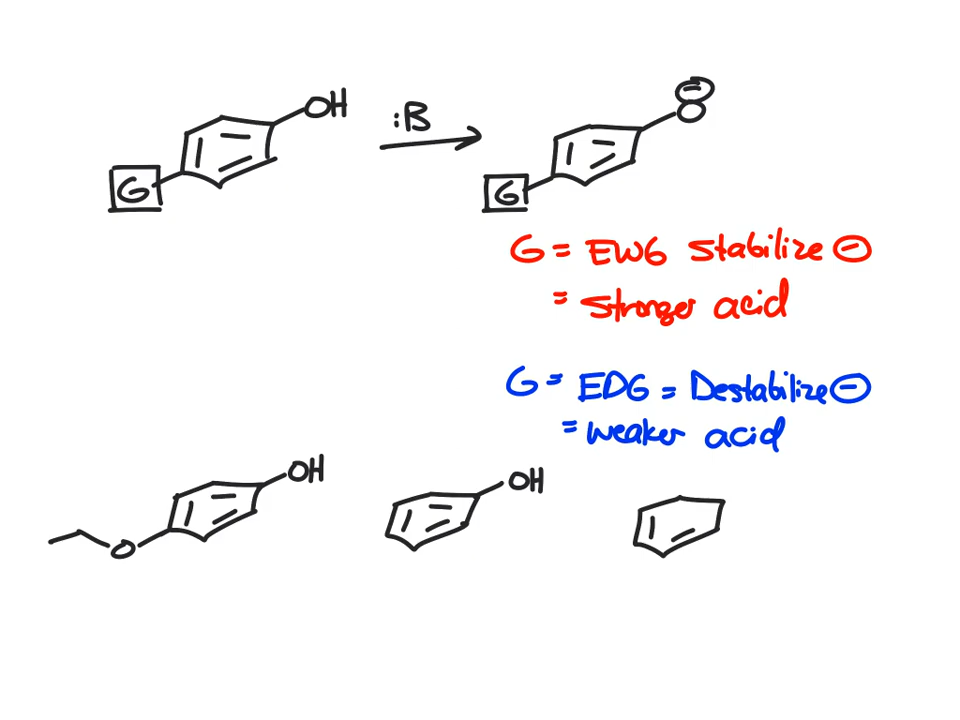 OH
:B
⊖
O
G
G
G = EWG Stabilize ⊖
= Stronger acid
G = EDG = Destabilize ⊖
= weaker acid
OH
O
OH